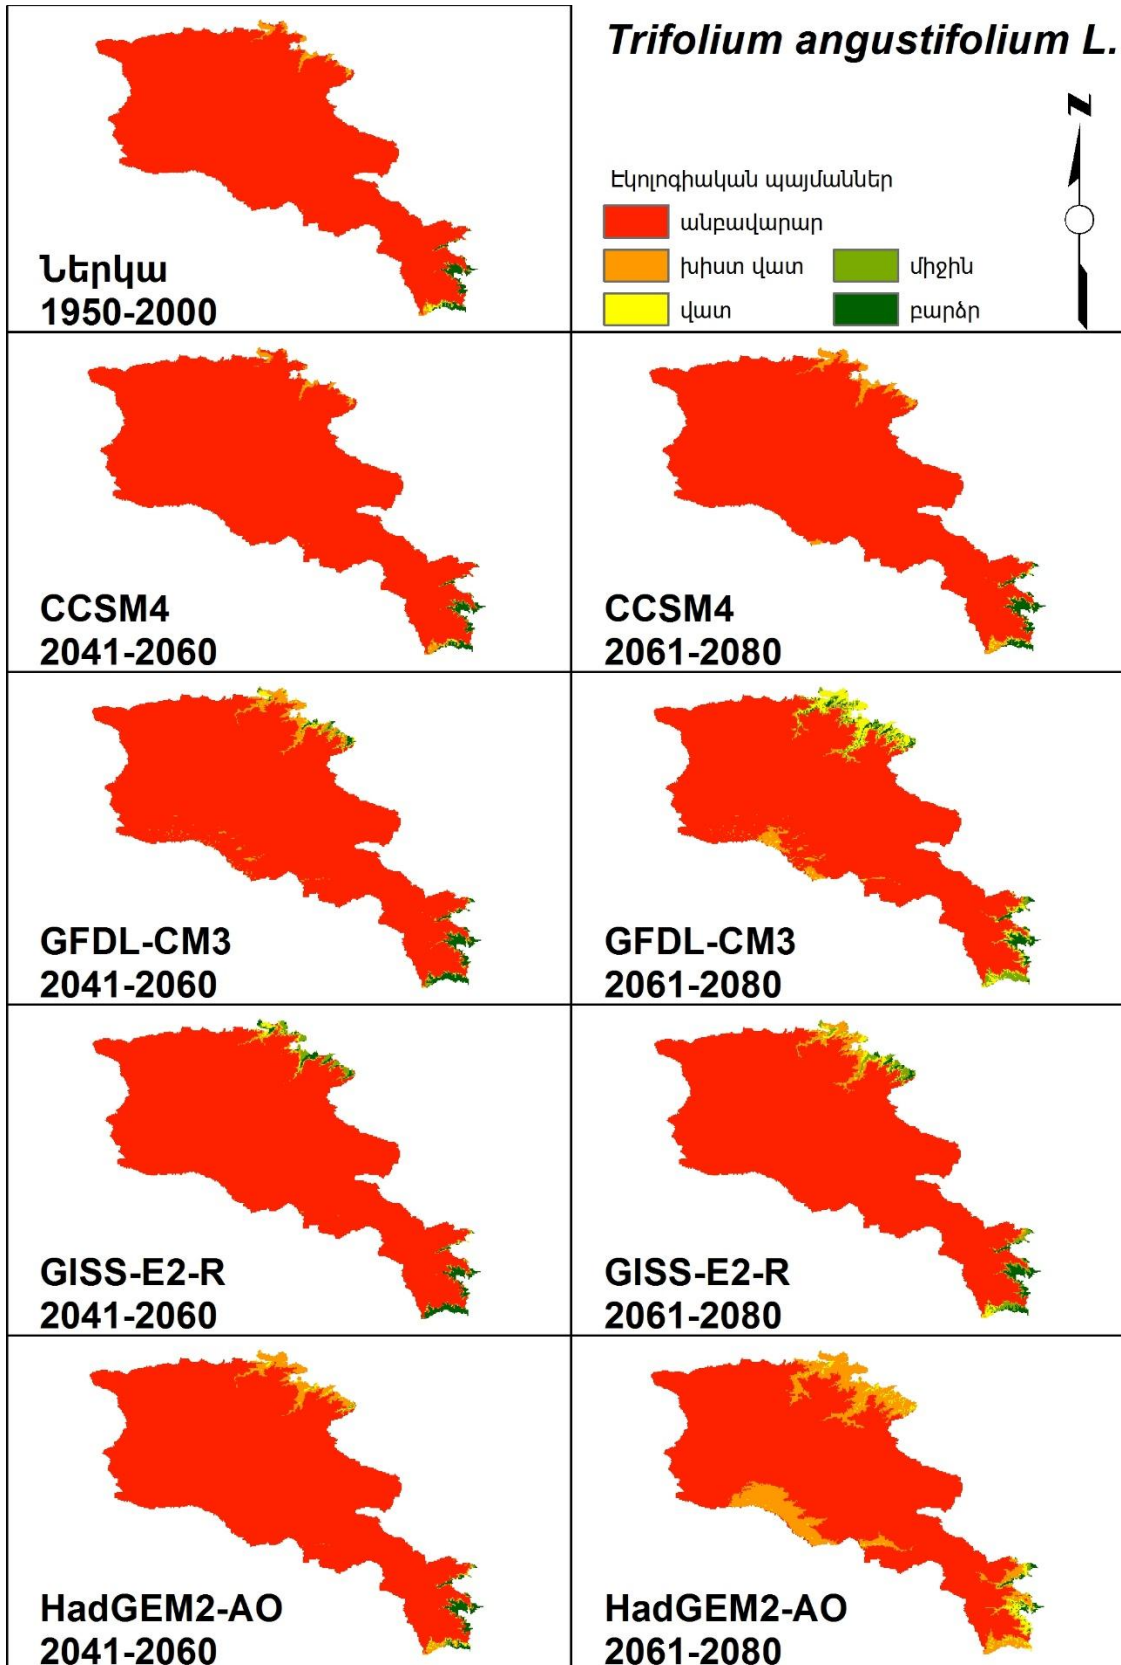 Trifolium angustifolium L.
N
Էկոլոգիական պայմաններ
անբավարար
խիստ վատ
միջին
վատ
բարձր
Ներկա
1950-2000
CCSM4
2041-2060
CCSM4
2061-2080
GFDL-CM3
2041-2060
GFDL-CM3
2061-2080
GISS-E2-R
2041-2060
GISS-E2-R
2061-2080
HadGEM2-AO
2041-2060
HadGEM2-AO
2061-2080